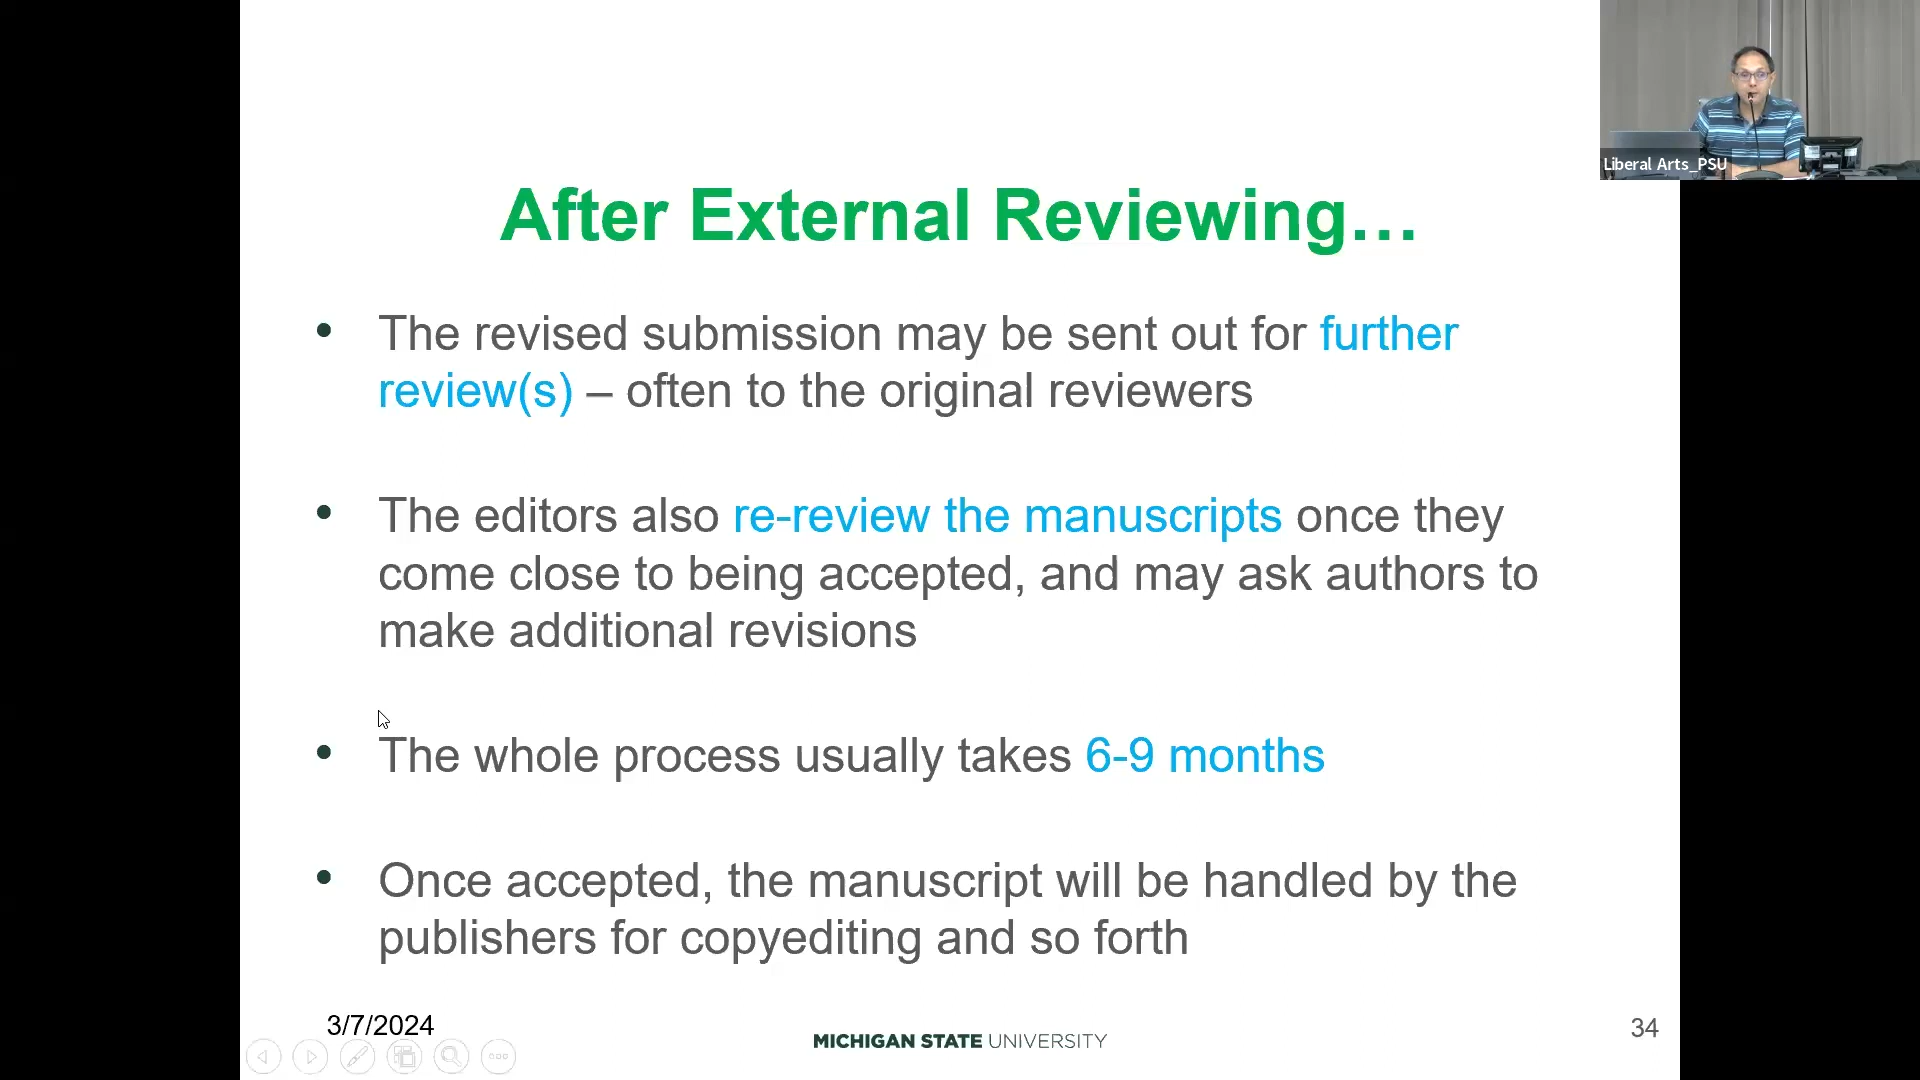 Liberal Arts_PSU
After External Reviewing…
• The revised submission may be sent out for further
review(s) – often to the original reviewers
• The editors also re-review the manuscripts once they
come close to being accepted, and may ask authors to
make additional revisions
• The whole process usually takes 6-9 months
• Once accepted, the manuscript will be handled by the
publishers for copyediting and so forth
3/7/2024
MICHIGAN STATE UNIVERSITY
34